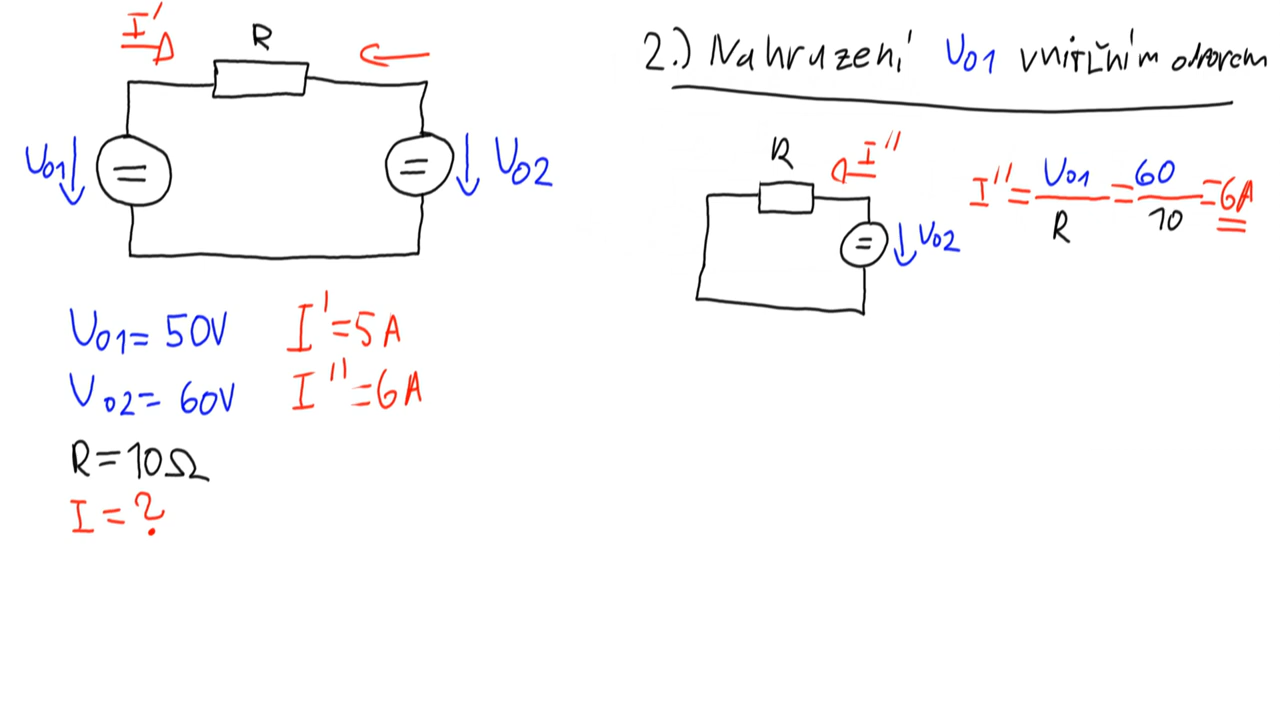 I'
R
U01
U02
U01= 50V I'=5A
U02= 60V I''=6A
R=10Ω
I=?
2.) Nahrazení U01 vnitřním odporem
R
I''
U02
I''= U01/R = 60/10 = 6A